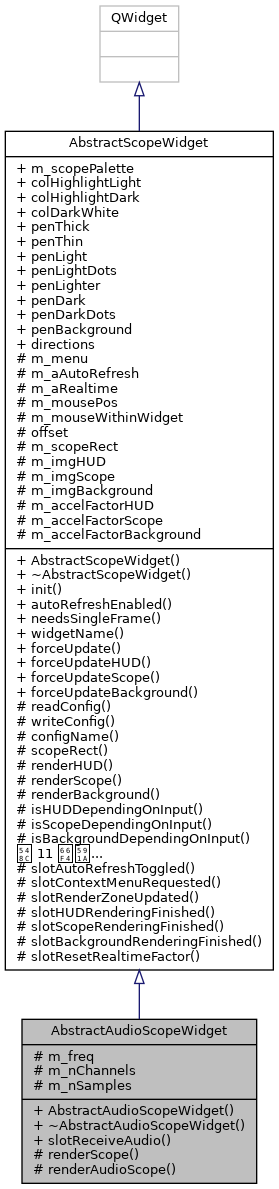 QWidget
AbstractScopeWidget
+ m_scopePalette
+ colHighlightLight
+ colHighlightDark
+ colDarkWhite
+ penThick
+ penThin
+ penLight
+ penLightDots
+ penLighter
+ penDark
+ penDarkDots
+ penBackground
+ directions
# m_menu
# m_aAutoRefresh
# m_aRealtime
# m_mousePos
# m_mouseWithinWidget
# offset
# m_scopeRect
# m_imgHUD
# m_imgScope
# m_imgBackground
# m_accelFactorHUD
# m_accelFactorScope
# m_accelFactorBackground
+ AbstractScopeWidget()
+ ~AbstractScopeWidget()
+ init()
+ autoRefreshEnabled()
+ needsSingleFrame()
+ widgetName()
+ forceUpdate()
+ forceUpdateHUD()
+ forceUpdateScope()
+ forceUpdateBackground()
# readConfig()
# writeConfig()
# configName()
# scopeRect()
# renderHUD()
# renderScope()
# renderBackground()
# isHUDDependingOnInput()
# isScopeDependingOnInput()
# isBackgroundDependingOnInput()
11 ...
# slotAutoRefreshToggled()
# slotContextMenuRequested()
# slotRenderZoneUpdated()
# slotHUDRenderingFinished()
# slotScopeRenderingFinished()
# slotBackgroundRenderingFinished()
# slotResetRealtimeFactor()
AbstractAudioScopeWidget
# m_freq
# m_nChannels
# m_nSamples
+ AbstractAudioScopeWidget()
+ ~AbstractAudioScopeWidget()
+ slotReceiveAudio()
# renderScope()
# renderAudioScope()